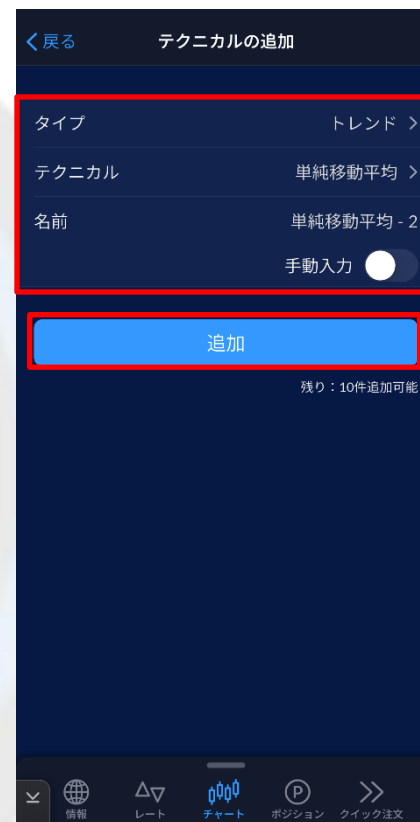 戻る テクニカルの追加
タイプ トレンド
テクニカル 単純移動平均
名前 単純移動平均 - 2
手動入力
追加
残り：10件追加可能
情報 レート チャート ポジション クイック注文